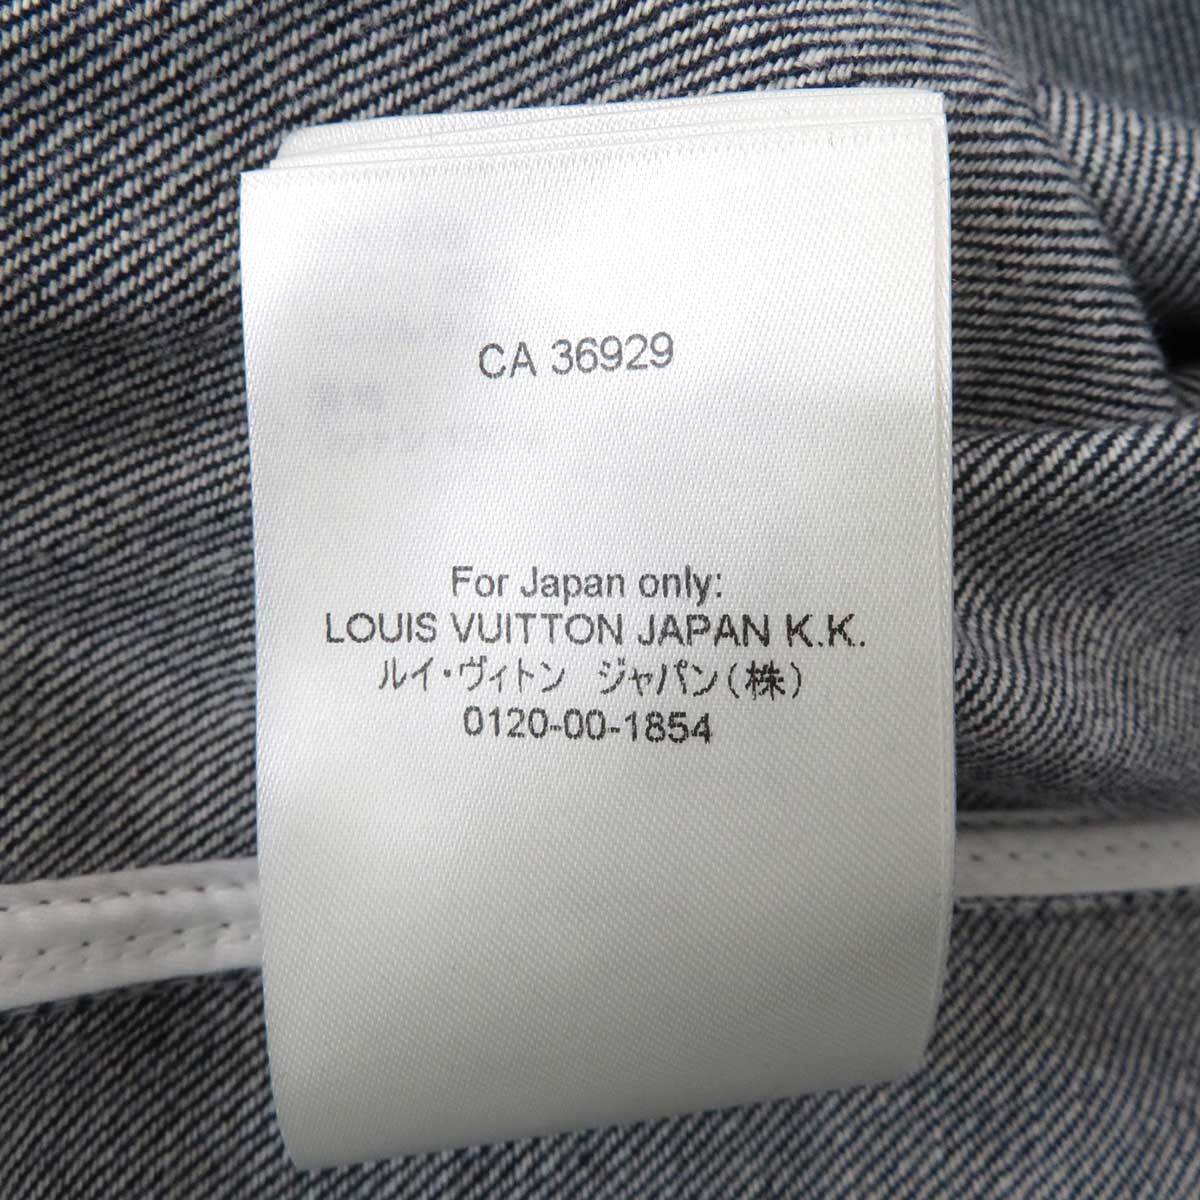 CA 36929
For Japan only:
LOUIS VUITTON JAPAN K.K.
ルイ・ヴィトン ジャパン(株)
0120-00-1854